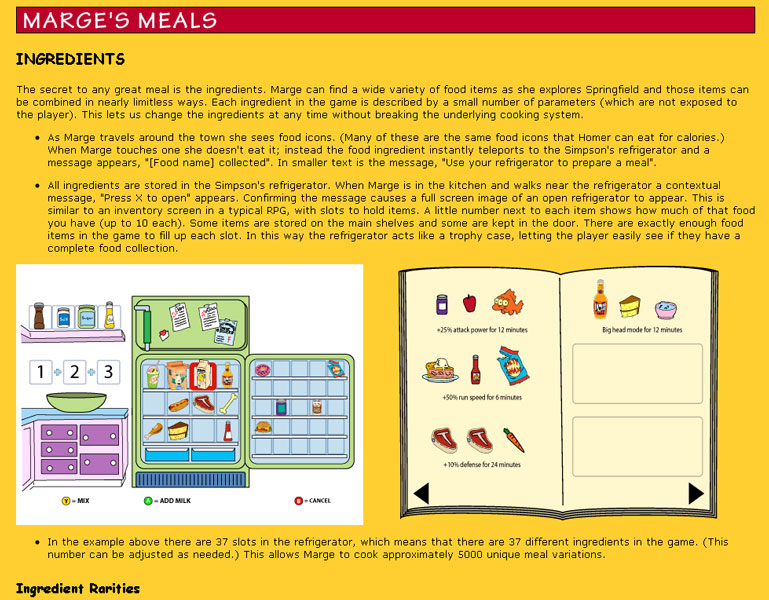 MARGE'S MEALS
INGREDIENTS
The secret to any great meal is the ingredients. Marge can find a wide variety of food items as she explores Springfield and those items can
be combined in nearly limitless ways. Each ingredient in the game is described by a small number of parameters (which are not exposed to
the player). This lets us change the ingredients at any time without breaking the underlying cooking system.
• As Marge travels around the town she sees food icons. (Many of these are the same food icons that Homer can eat for calories.)
When Marge touches one she doesn't eat it; instead the food ingredient instantly teleports to the Simpson's refrigerator and a
message appears, "[Food name] collected". In smaller text is the message, "Use your refrigerator to prepare a meal".
• All ingredients are stored in the Simpson's refrigerator. When Marge is in the kitchen and walks near the refrigerator a contextual
message, "Press X to open" appears. Confirming the message causes a full screen image of an open refrigerator to appear. This is
similar to an inventory screen in a typical RPG, with slots to hold items. A little number next to each item shows how much of that food
you have (up to 10 each). Some items are stored on the main shelves and some are kept in the door. There are exactly enough food
items in the game to fill up each slot. In this way the refrigerator acts like a trophy case, letting the player easily see if they have a
complete food collection.
1 + 2 + 3
Y = MIX
A = ADD MILK
B = CANCEL
+25% attack power for 12 minutes
+50% run speed for 6 minutes
+10% defense for 24 minutes
Big head mode for 12 minutes
• In the example above there are 37 slots in the refrigerator, which means that there are 37 different ingredients in the game. (This
number can be adjusted as needed.) This allows Marge to cook approximately 5000 unique meal variations.
Ingredient Rarities